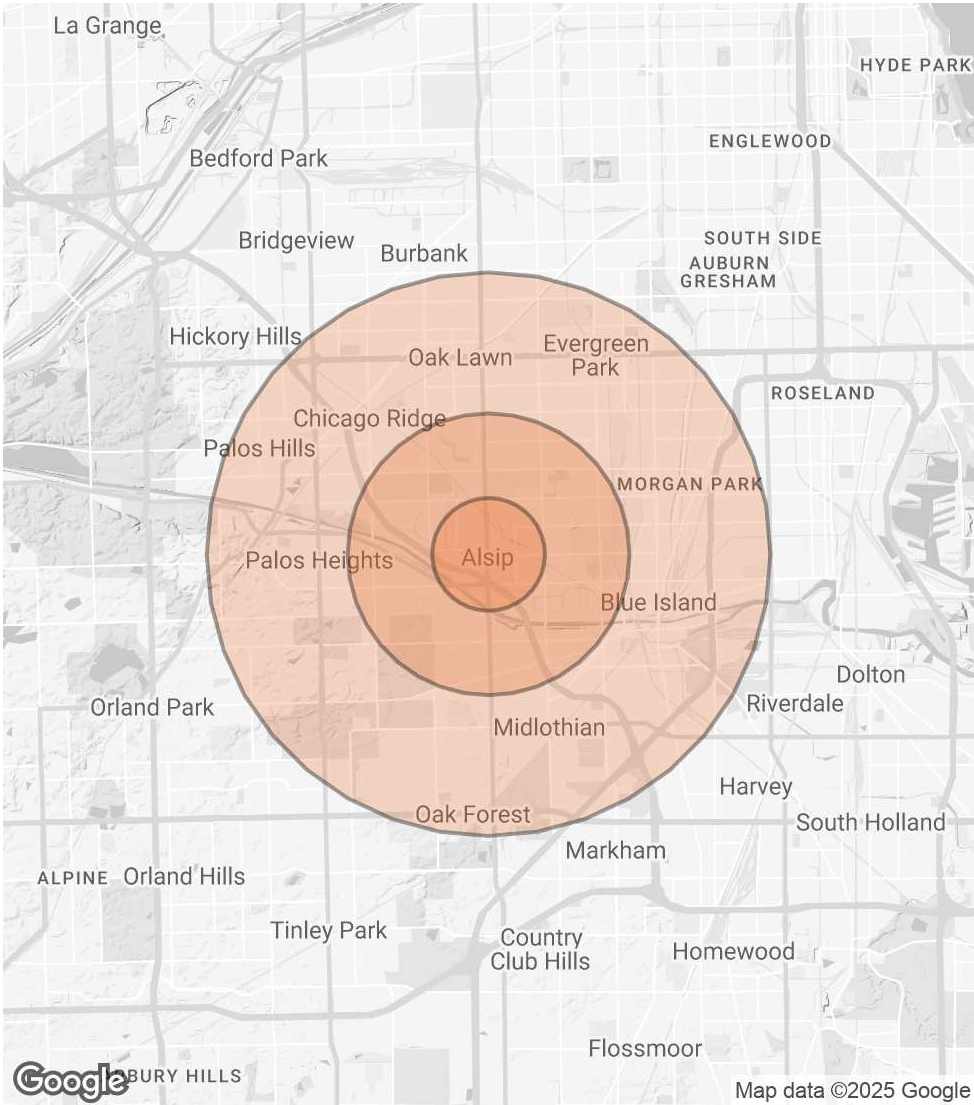 La Grange
HYDE PARK
ENGLEWOOD
Bedford Park
Bridgeview
Burbank
SOUTH SIDE
AUBURN
GRESHAM
Hickory Hills
Oak Lawn
Evergreen
Park
ROSELAND
Chicago Ridge
Palos Hills
MORGAN PARK
Alsip
Palos Heights
Blue Island
Dolton
Riverdale
Orland Park
Midlothian
Harvey
Oak Forest
South Holland
Markham
ALPINE
Orland Hills
Tinley Park
Country
Club Hills
Homewood
Flossmoor
Google
HILLS
Map data ©2025 Google